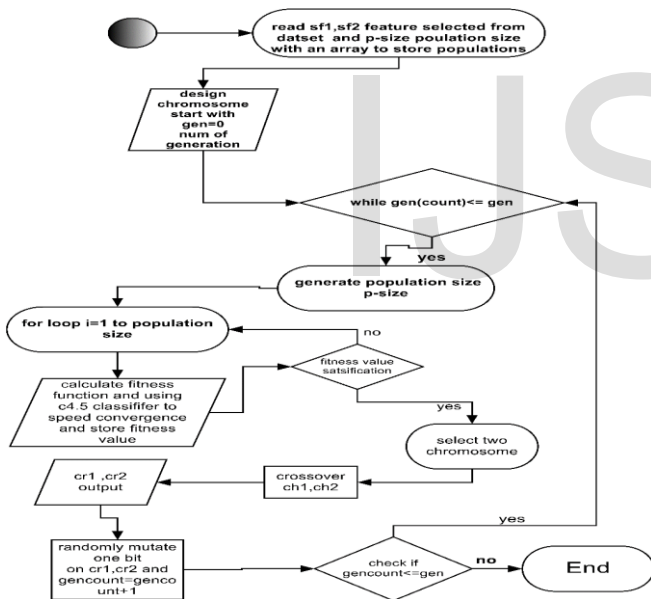 read sf1,sf2 feature selected from
datset and p-size poulation size
with an array to store populations
design
chromosome
start with
gen=0
num of
generation
IJS
while gen(count)<= gen
yes
generate population size
p-size
for loop i=1 to population
size
no
fitness value
satsification
calculate fitness
function and using
c4.5 classififer to
speed convergence
and store fitness
value
yes
select two
chromosome
crossover
ch1,ch2
cr1 ,cr2
output
randomly mutate
one bit
on cr1,cr2 and
gencount=genco
unt+1
check if
gencount<=gen
yes
no
End